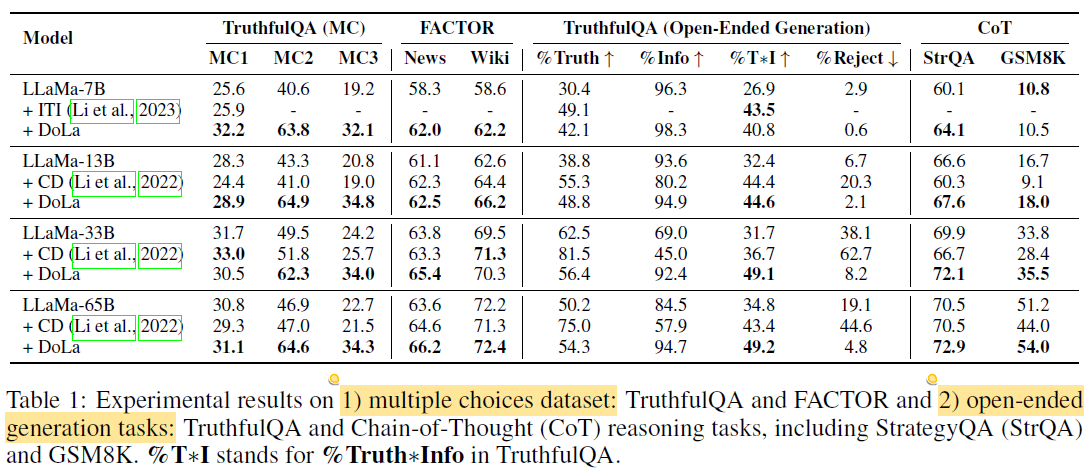 Model TruthfulQA (MC) FACTOR TruthfulQA (Open-Ended Generation) CoT
MC1 MC2 MC3 News Wiki %Truth ↑ %Info ↑ %T∗I ↑ %Reject ↓ StrQA GSM8K
LLaMa-7B 25.6 40.6 19.2 58.3 58.6 30.4 96.3 26.9 2.9 60.1 10.8
+ ITI (Li et al., 2023) 25.9 - - - - 49.1 - 43.5 - - -
+ DoLa 32.2 63.8 32.1 62.0 62.2 42.1 98.3 40.8 0.6 64.1 10.5
LLaMa-13B 28.3 43.3 20.8 61.1 62.6 38.8 93.6 32.4 6.7 66.6 16.7
+ CD (Li et al., 2022) 24.4 41.0 19.0 62.3 64.4 55.3 80.2 44.4 20.3 60.3 9.1
+ DoLa 28.9 64.9 34.8 62.5 66.2 48.8 94.9 44.6 2.1 67.6 18.0
LLaMa-33B 31.7 49.5 24.2 63.8 69.5 62.5 69.0 31.7 38.1 69.9 33.8
+ CD (Li et al., 2022) 33.0 51.8 25.7 63.3 71.3 81.5 45.0 36.7 62.7 66.7 28.4
+ DoLa 30.5 62.3 34.0 65.4 70.3 56.4 92.4 49.1 8.2 72.1 35.5
LLaMa-65B 30.8 46.9 22.7 63.6 72.2 50.2 84.5 34.8 19.1 70.5 51.2
+ CD (Li et al., 2022) 29.3 47.0 21.5 64.6 71.3 75.0 57.9 43.4 44.6 70.5 44.0
+ DoLa 31.1 64.6 34.3 66.2 72.4 54.3 94.7 49.2 4.8 72.9 54.0
Table 1: Experimental results on 1) multiple choices dataset: TruthfulQA and FACTOR and 2) open-ended
generation tasks: TruthfulQA and Chain-of-Thought (CoT) reasoning tasks, including StrategyQA (StrQA)
and GSM8K. %T∗I stands for %Truth∗Info in TruthfulQA.